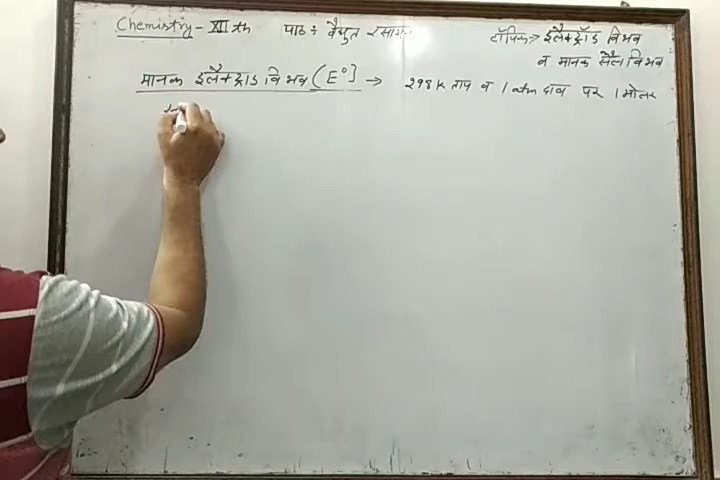 Chemistry - XII th पाठ ÷ वैद्युत रसायन
टॉपिक → इलैक्ट्रॉड विभव
व मानक सैल विभव
मानक इलैक्ट्राड विभव (E°] → 298 K ताप व 1 atm दाब पर 1 मोलर